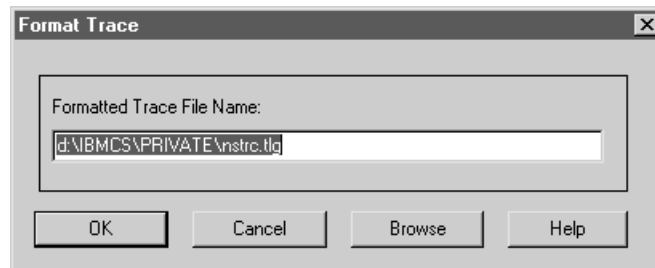 Format Trace
Formatted Trace File Name:
d:\IBMCS\PRIVATE\nstrc.tlg
OK Cancel Browse Help